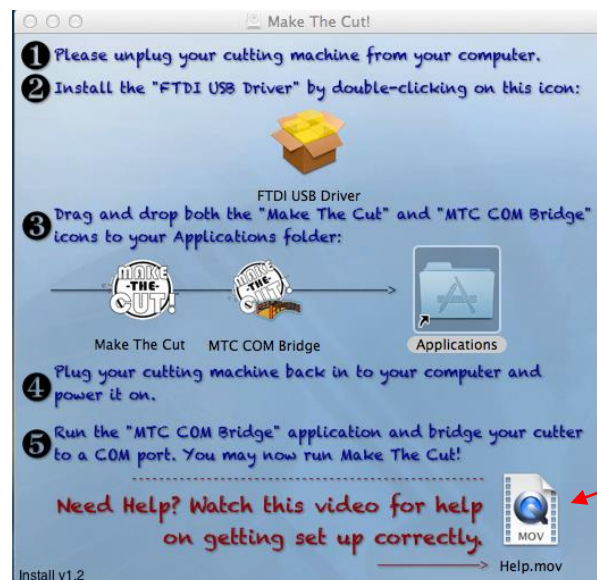 Make The Cut!
1 Please unplug your cutting machine from your computer.
2 Install the "FTDI USB Driver" by double-clicking on this icon:
FTDI USB Driver
3 Drag and drop both the "Make The Cut" and "MTC COM Bridge"
icons to your Applications folder:
MAKE
-THE-
CUT!
MAKE
-THE-
CUT!
Make The Cut
MTC COM Bridge
Applications
4 Plug your cutting machine back in to your computer and
power it on.
5 Run the "MTC COM Bridge" application and bridge your cutter
to a COM port. You may now run Make The Cut!
Need Help? Watch this video for help
on getting set up correctly.
MOV
Help.mov
Install v1.2